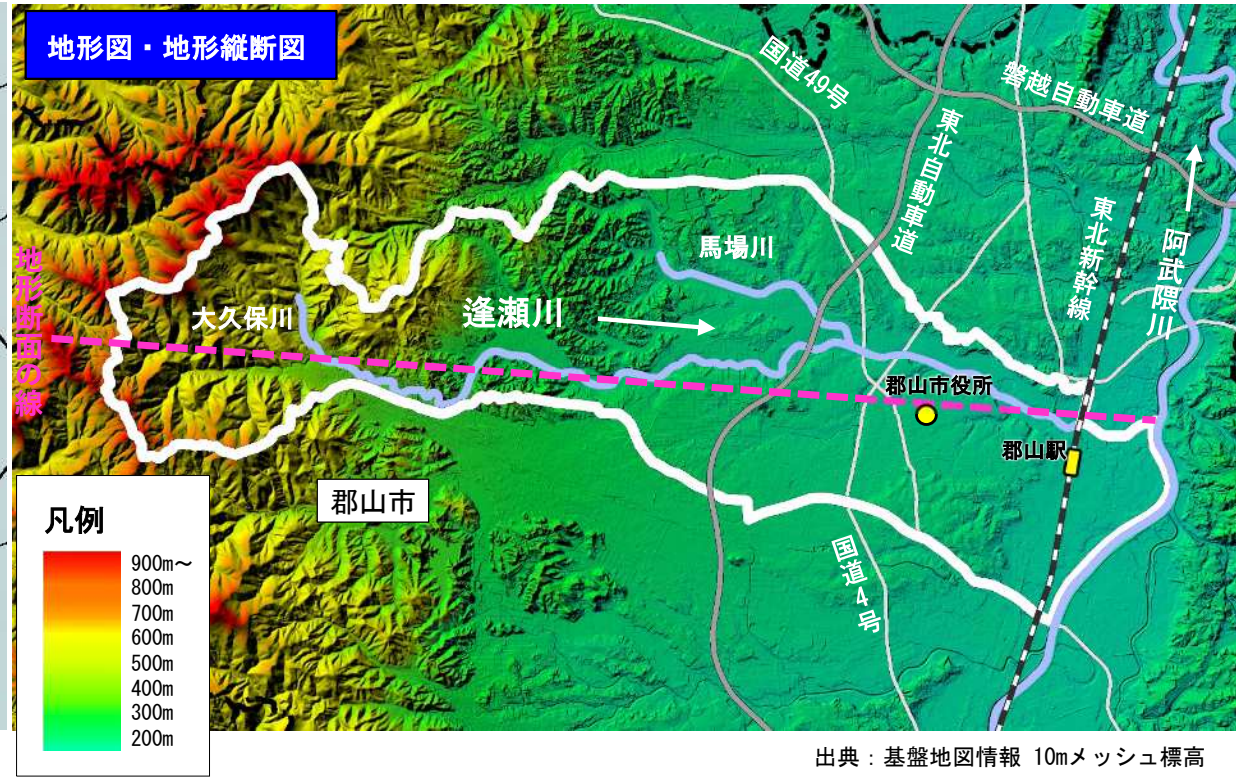 地形図・地形縦断図
国道49号
磐越自動車道
東北自動車道
東北新幹線
阿武隈川
馬場川
逢瀬川
大久保川
地形断面の線
郡山市役所
郡山駅
郡山市
国道4号
凡例
900m～
800m
700m
600m
500m
400m
300m
200m
出典：基盤地図情報 10mメッシュ標高